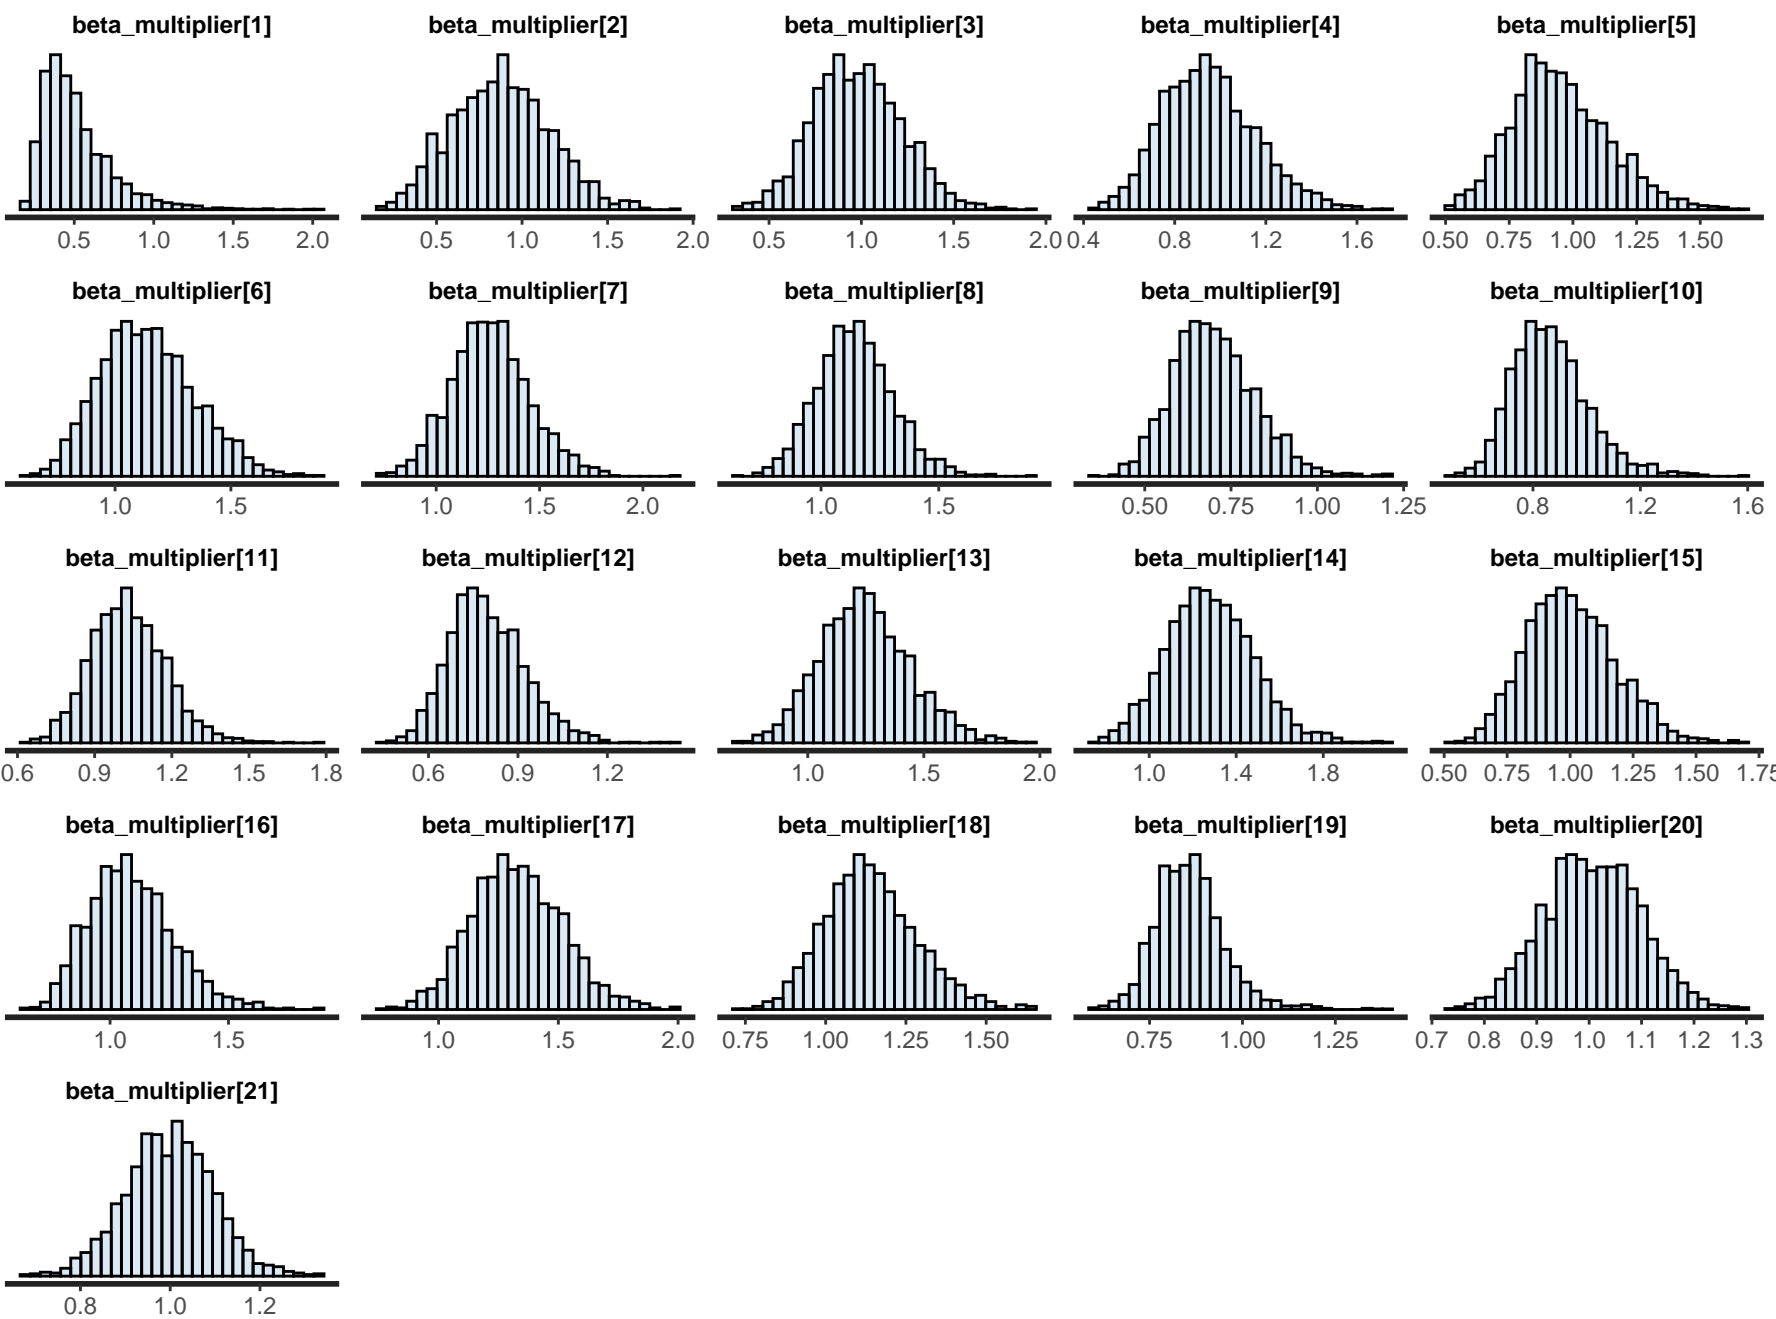 beta_multiplier[1] beta_multiplier[2] beta_multiplier[3] beta_multiplier[4] beta_multiplier[5]
0.5 1.0 1.5 2.0 0.5 1.0 1.5 2.0 0.5 1.0 1.5 2.0 0.4 0.8 1.2 1.6 0.50 0.75 1.00 1.25 1.50
beta_multiplier[6] beta_multiplier[7] beta_multiplier[8] beta_multiplier[9] beta_multiplier[10]
1.0 1.5 1.0 1.5 2.0 1.0 1.5 0.50 0.75 1.00 1.25 0.8 1.2 1.6
beta_multiplier[11] beta_multiplier[12] beta_multiplier[13] beta_multiplier[14] beta_multiplier[15]
0.6 0.9 1.2 1.5 1.8 0.6 0.9 1.2 1.0 1.5 2.0 1.0 1.4 1.8 0.50 0.75 1.00 1.25 1.50 1.75
beta_multiplier[16] beta_multiplier[17] beta_multiplier[18] beta_multiplier[19] beta_multiplier[20]
1.0 1.5 1.0 1.5 2.0 0.75 1.00 1.25 1.50 0.75 1.00 1.25 0.7 0.8 0.9 1.0 1.1 1.2 1.3
beta_multiplier[21]
0.8 1.0 1.2